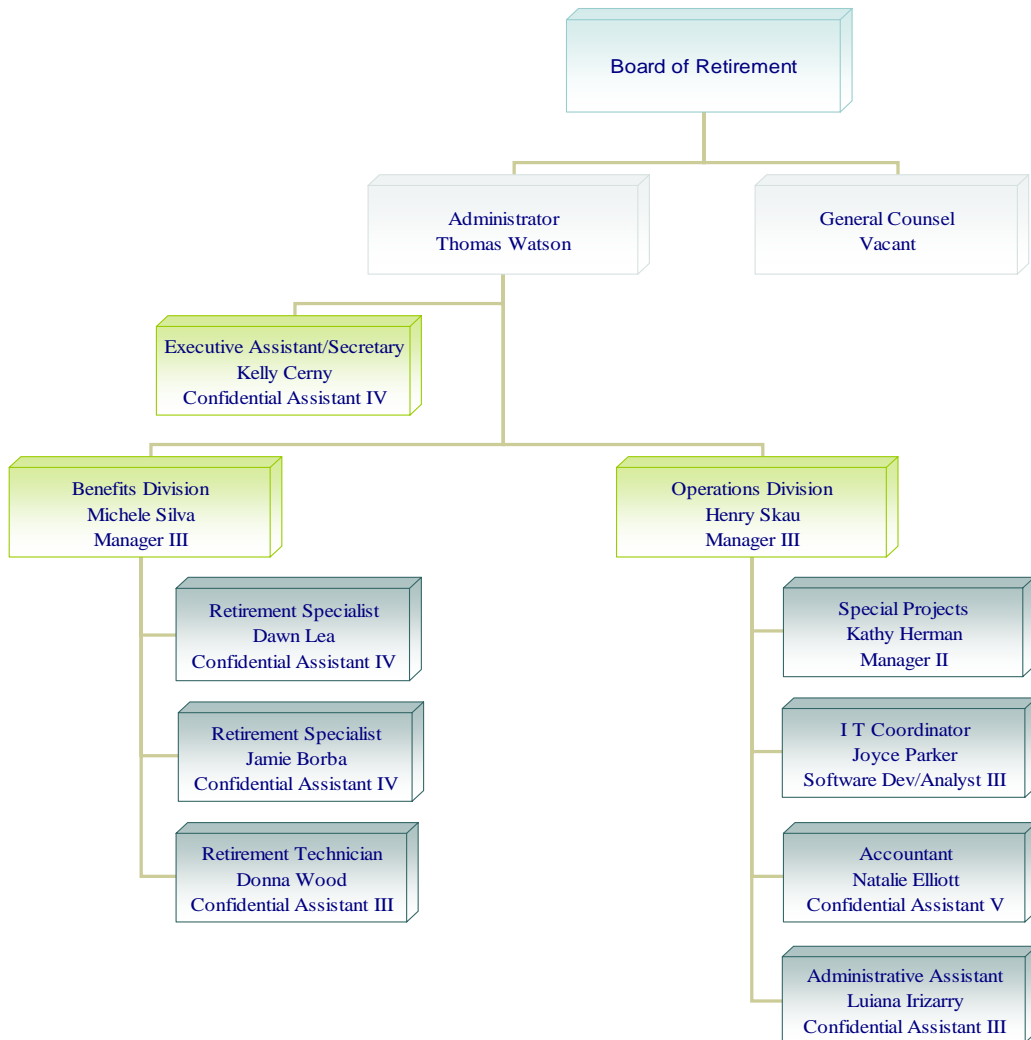 Board of Retirement
Administrator
Thomas Watson
General Counsel
Vacant
Executive Assistant/Secretary
Kelly Cerny
Confidential Assistant IV
Benefits Division
Michele Silva
Manager III
Operations Division
Henry Skau
Manager III
Retirement Specialist
Dawn Lea
Confidential Assistant IV
Retirement Specialist
Jamie Borba
Confidential Assistant IV
Retirement Technician
Donna Wood
Confidential Assistant III
Special Projects
Kathy Herman
Manager II
I T Coordinator
Joyce Parker
Software Dev/Analyst III
Accountant
Natalie Elliott
Confidential Assistant V
Administrative Assistant
Luiana Irizarry
Confidential Assistant III